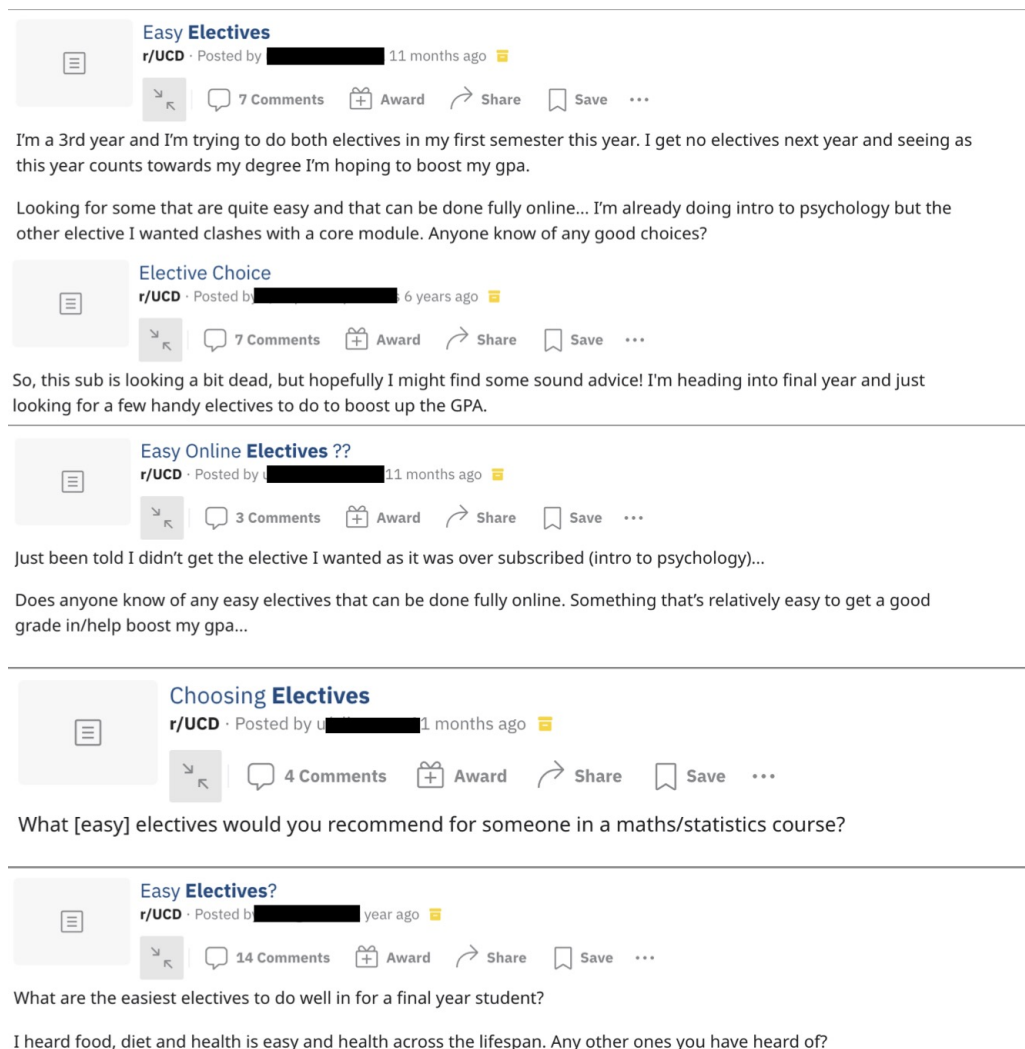 Easy Electives
r/UCD · Posted by 11 months ago
7 Comments Award Share Save
I'm a 3rd year and I'm trying to do both electives in my first semester this year. I get no electives next year and seeing as
this year counts towards my degree I'm hoping to boost my gpa.
Looking for some that are quite easy and that can be done fully online... I'm already doing intro to psychology but the
other elective I wanted clashes with a core module. Anyone know of any good choices?
Elective Choice
r/UCD · Posted by 6 years ago
7 Comments Award Share Save
So, this sub is looking a bit dead, but hopefully I might find some sound advice! I'm heading into final year and just
looking for a few handy electives to do to boost up the GPA.
Easy Online Electives ??
r/UCD · Posted by 11 months ago
3 Comments Award Share Save
Just been told I didn't get the elective I wanted as it was over subscribed (intro to psychology)...
Does anyone know of any easy electives that can be done fully online. Something that's relatively easy to get a good
grade in/help boost my gpa...
Choosing Electives
r/UCD · Posted by 1 months ago
4 Comments Award Share Save
What [easy] electives would you recommend for someone in a maths/statistics course?
Easy Electives?
r/UCD · Posted by year ago
14 Comments Award Share Save
What are the easiest electives to do well in for a final year student?
I heard food, diet and health is easy and health across the lifespan. Any other ones you have heard of?